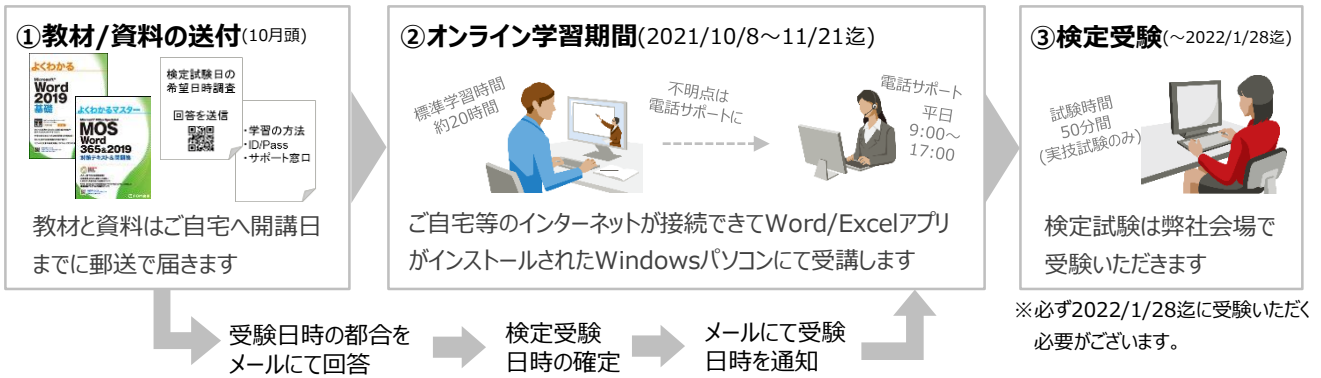 ①教材/資料の送付(10月頭)
よくわかる
Microsoft®
Word
2019
基礎
よくわかるマスター
MOS
Word
365&2019
対策テキスト&問題集
検定試験日の
希望日時調査
回答を送信
・学習の方法
・ID/Pass
・サポート窓口
教材と資料はご自宅へ開講日
までに郵送で届きます
②オンライン学習期間(2021/10/8～11/21迄)
標準学習時間
約20時間
不明点は
電話サポートに
電話サポート
平日
9:00～
17:00
ご自宅等のインターネットが接続できてWord/Excelアプリ
がインストールされたWindowsパソコンにて受講します
③検定受験(～2022/1/28迄)
試験時間
50分間
(実技試験のみ)
検定試験は弊社会場で
受験いただきます
※必ず2022/1/28迄に受験いただく
必要がございます。
受験日時の都合を
メールにて回答
検定受験
日時の確定
メールにて受験
日時を通知